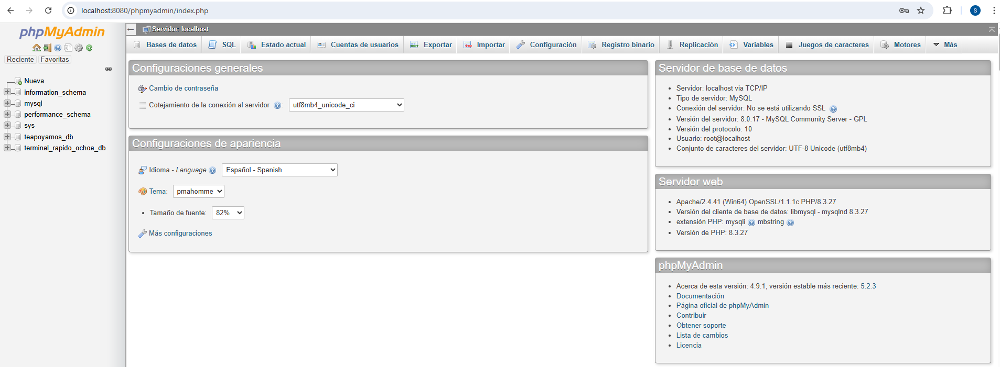 localhost:8080/phpmyadmin/index.php
S
phpMyAdmin
Reciente Favoritas
Nueva
information_schema
mysql
performance_schema
sys
teapoyamos_db
terminal_rapido_ochoa_db
Servidor: localhost
Bases de datos SQL Estado actual Cuentas de usuarios Exportar Importar Configuración Registro binario Replicación Variables Juegos de caracteres Motores Más
Configuraciones generales
Cambio de contraseña
Cotejamiento de la conexión al servidor : utf8mb4_unicode_ci
Configuraciones de apariencia
Idioma - Language Español - Spanish
Tema: pmahomme
• Tamaño de fuente: 82%
Más configuraciones
Servidor de base de datos
• Servidor: localhost via TCP/IP
• Tipo de servidor: MySQL
• Conexión del servidor: No se está utilizando SSL
• Versión del servidor: 8.0.17 - MySQL Community Server - GPL
• Versión del protocolo: 10
• Usuario: root@localhost
• Conjunto de caracteres del servidor: UTF-8 Unicode (utf8mb4)
Servidor web
• Apache/2.4.41 (Win64) OpenSSL/1.1.1c PHP/8.3.27
• Versión del cliente de base de datos: libmysql - mysqlnd 8.3.27
• extensión PHP: mysqli mbstring
• Versión de PHP: 8.3.27
phpMyAdmin
• Acerca de esta versión: 4.9.1, versión estable más reciente: 5.2.3
• Documentación
• Página oficial de phpMyAdmin
• Contribuir
• Obtener soporte
• Lista de cambios
• Licencia